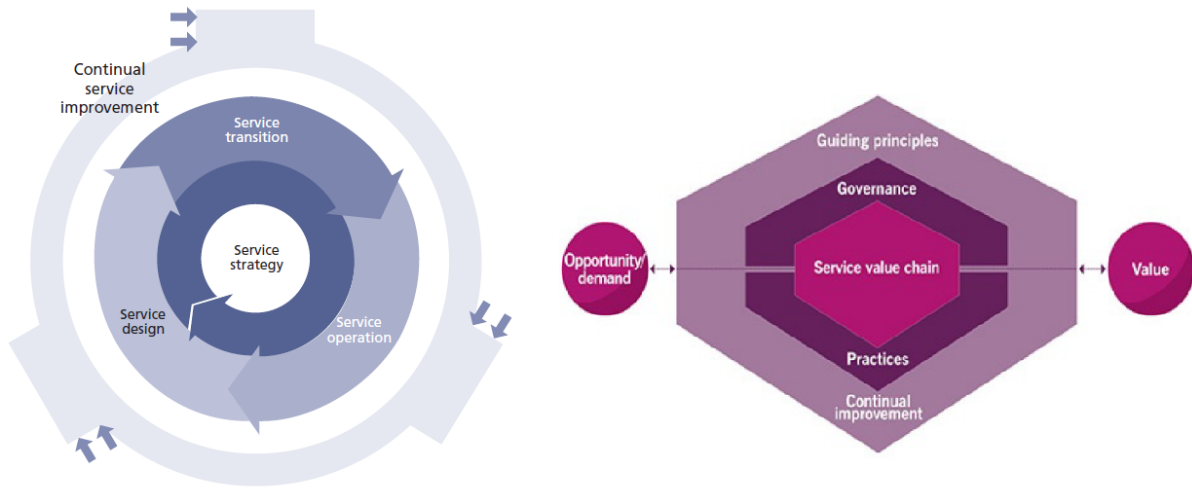 Continual
service
improvement
Service
transition
Service
strategy
Service
design
Service
operation
Guiding principles
Governance
Opportunity/
demand
Service value chain
Value
Practices
Continual
improvement